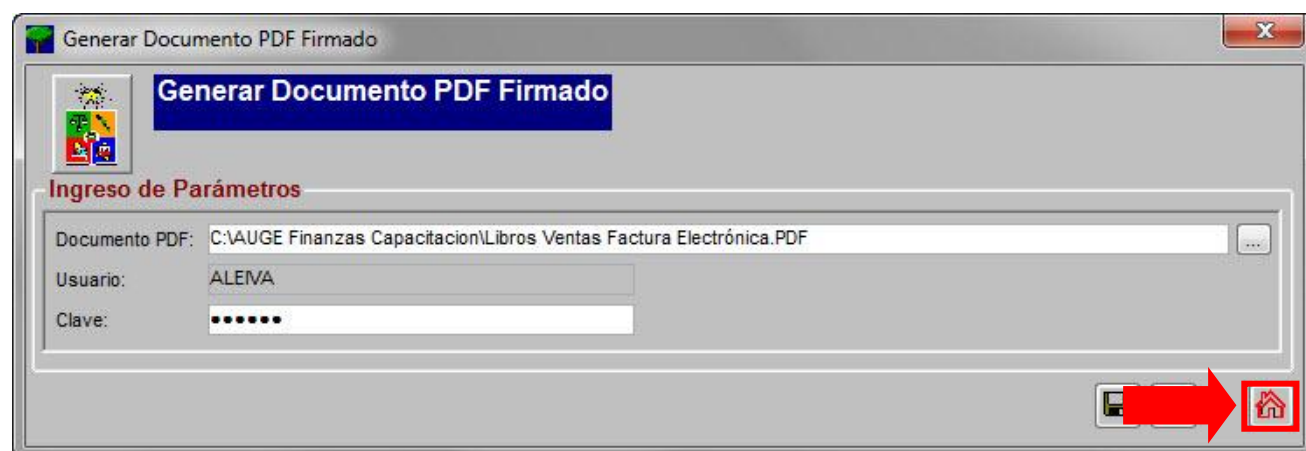 Generar Documento PDF Firmado
Generar Documento PDF Firmado
Ingreso de Parámetros
Documento PDF: C:\AUGE Finanzas Capacitacion\Libros Ventas Factura Electrónica.PDF ...
Usuario: ALEIVA
Clave: ••••••